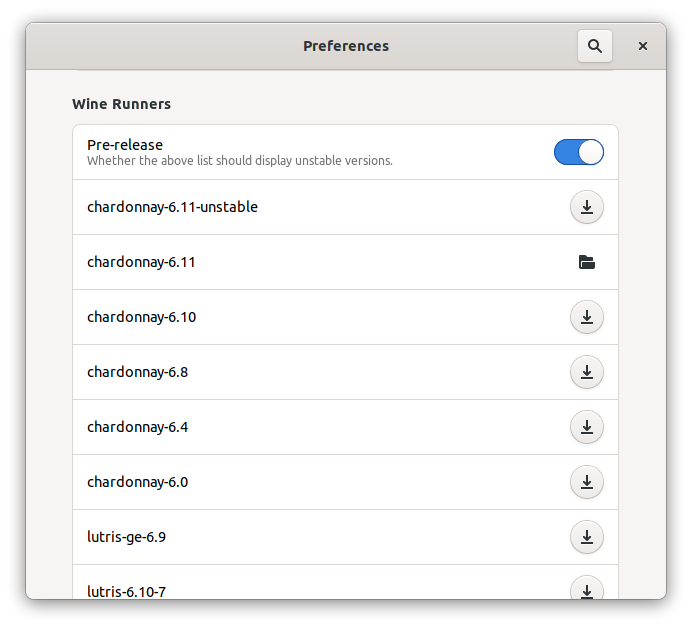 Preferences
Wine Runners
Pre-release
Whether the above list should display unstable versions.
chardonnay-6.11-unstable
chardonnay-6.11
chardonnay-6.10
chardonnay-6.8
chardonnay-6.4
chardonnay-6.0
lutris-ge-6.9
lutris-6.10-7